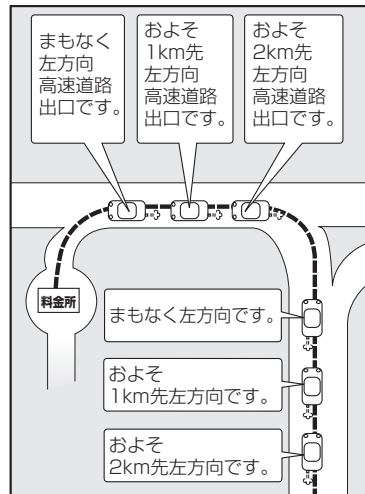 まもなく
左方向
高速道路
出口です。
およそ
1km先
左方向
高速道路
出口です。
およそ
2km先
左方向
高速道路
出口です。
料金所
まもなく左方向です。
およそ
1km先左方向です。
およそ
2km先左方向です。